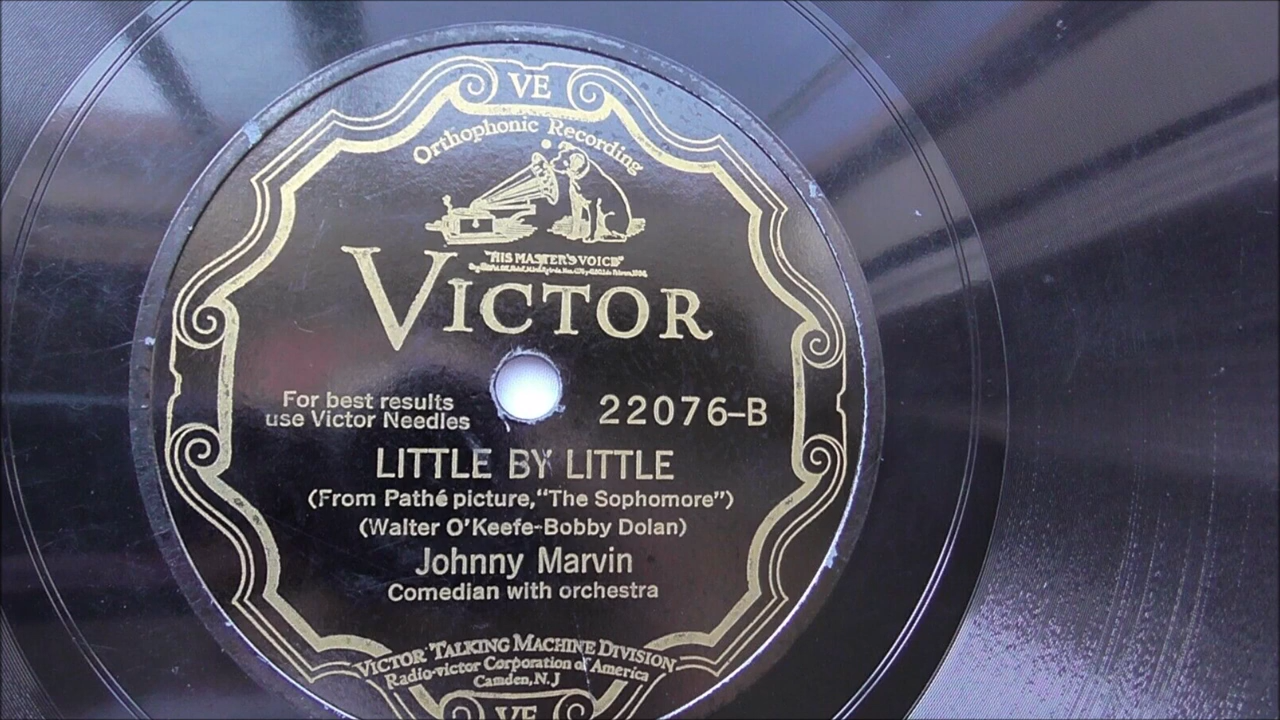 VE
Orthophonic Recording
"HIS MASTER'S VOICE"
VICTOR
For best results
use Victor Needles
22076-B
LITTLE BY LITTLE
(From Pathé picture, "The Sophomore")
(Walter O'Keefe-Bobby Dolan)
Johnny Marvin
Comedian with orchestra
VICTOR TALKING MACHINE DIVISION
Radio-victor Corporation of America
Camden, N.J
VE